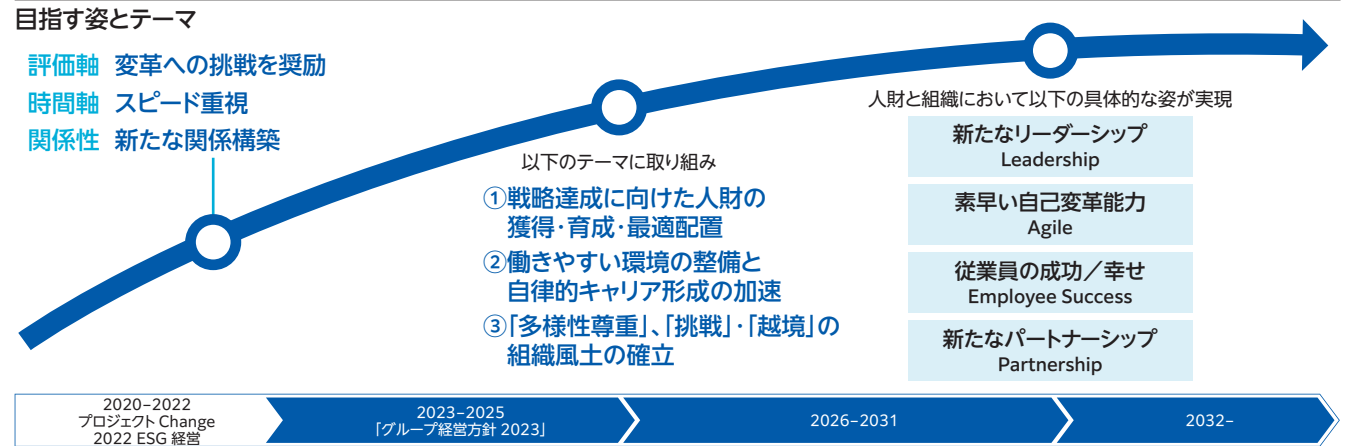 目指す姿とテーマ
評価軸 変革への挑戦を奨励
時間軸 スピード重視
関係性 新たな関係構築
以下のテーマに取り組み
①戦略達成に向けた人財の
獲得・育成・最適配置
②働きやすい環境の整備と
自律的キャリア形成の加速
③「多様性尊重」、「挑戦」・「越境」の
組織風土の確立
人財と組織において以下の具体的な姿が実現
新たなリーダーシップ
Leadership
素早い自己変革能力
Agile
従業員の成功／幸せ
Employee Success
新たなパートナーシップ
Partnership
2020–2022
プロジェクト Change
2022 ESG 経営
2023–2025
「グループ経営方針 2023」
2026–2031
2032–